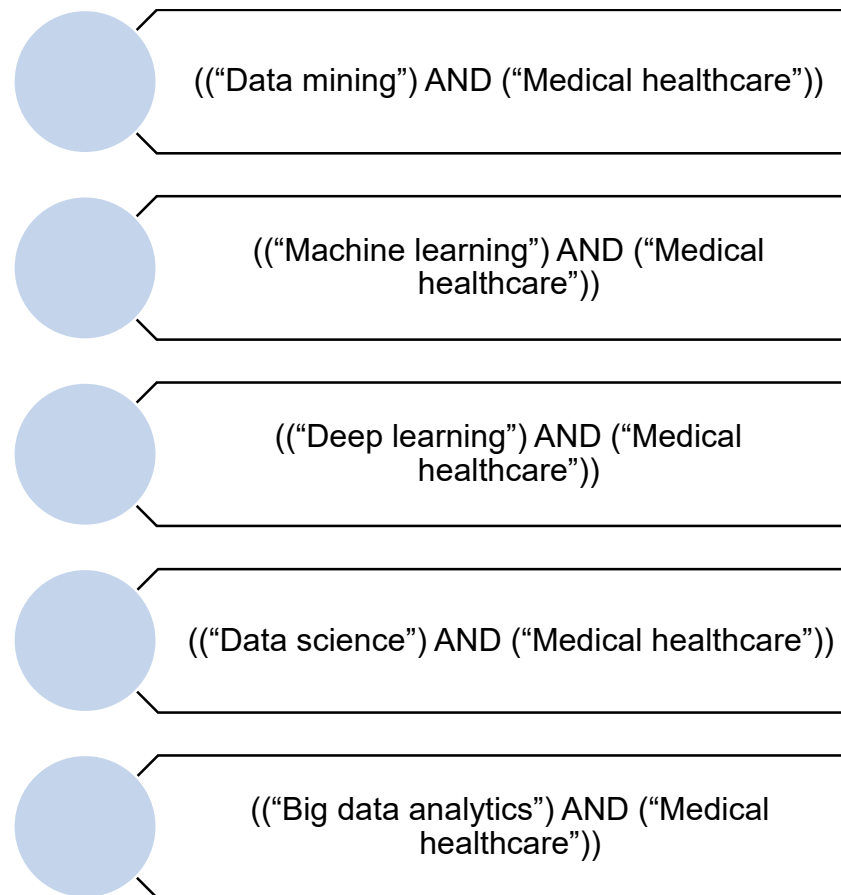 ((“Data mining”) AND (“Medical healthcare”))
((“Machine learning”) AND (“Medical
healthcare”))
((“Deep learning”) AND (“Medical
healthcare”))
((“Data science”) AND (“Medical healthcare”))
((“Big data analytics”) AND (“Medical
healthcare”))